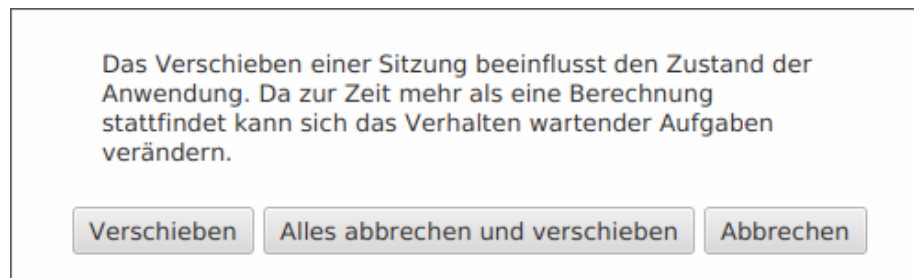 Das Verschieben einer Sitzung beeinflusst den Zustand der
Anwendung. Da zur Zeit mehr als eine Berechnung
stattfindet kann sich das Verhalten wartender Aufgaben
verändern.
Verschieben Alles abbrechen und verschieben Abbrechen